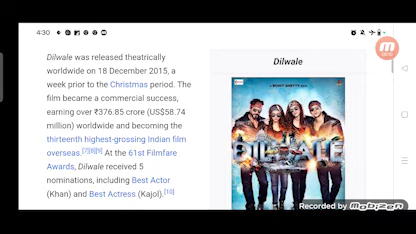 4:30
Dilwale was released theatrically
worldwide on 18 December 2015, a
week prior to the Christmas period. The
film became a commercial success,
earning over ₹376.85 crore (US$58.74
million) worldwide and becoming the
thirteenth highest-grossing Indian film
overseas.[7][8][9] At the 61st Filmfare
Awards, Dilwale received 5
nominations, including Best Actor
(Khan) and Best Actress (Kajol).[10]
Dilwale
DILWALE
Recorded by mobizen